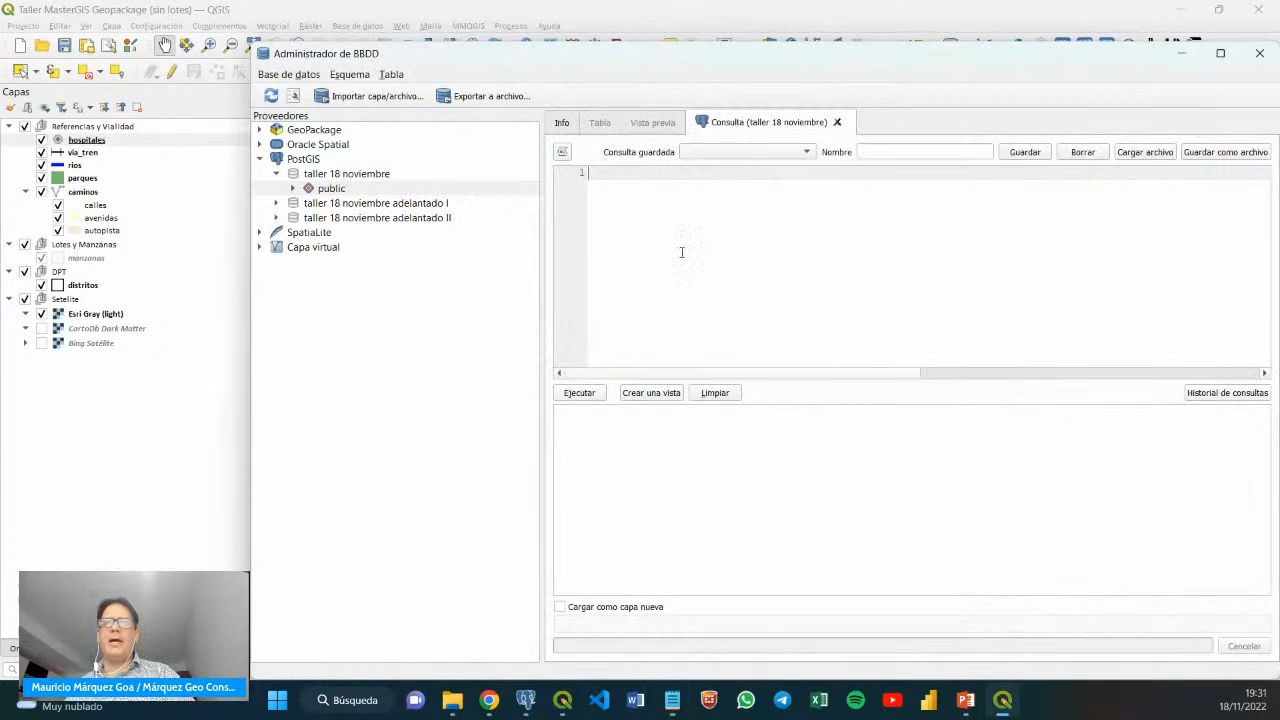 Taller MasterGIS Geopackage (sin lotes) — QGIS
Proyecto Editar Ver Capa Configuración Complementos Vectorial Ráster Base de datos Web Malla MMQGIS Procesos Ayuda
Administrador de BBDD
Base de datos Esquema Tabla
Importar capa/archivo... Exportar a archivo...
Capas
Referencias y Vialidad
hospitales
vía_tren
rios
parques
caminos
calles
avenidas
autopista
Lotes y Manzanas
manzanas
DPT
distritos
Setelite
Esri Gray (light)
CartoDb Dark Matter
Bing Satélite
Proveedores
GeoPackage
Oracle Spatial
PostGIS
taller 18 noviembre
public
taller 18 noviembre adelantado I
taller 18 noviembre adelantado II
SpatiaLite
Capa virtual
Info Tabla Vista previa Consulta (taller 18 noviembre)
Consulta guardada Nombre Guardar Borrar Cargar archivo Guardar como archivo
1
Ejecutar Crear una vista Limpiar Historial de consultas
Cargar como capa nueva
Cancelar
Mauricio Márquez Goa / Márquez Geo Cons...
Muy nublado
Búsqueda
19:31
18/11/2022